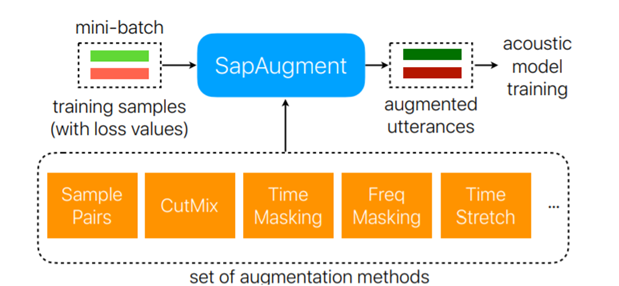 mini-batch
training samples
(with loss values)
SapAugment
augmented
utterances
acoustic
model
training
Sample
Pairs
CutMix
Time
Masking
Freq
Masking
Time
Stretch
...
set of augmentation methods